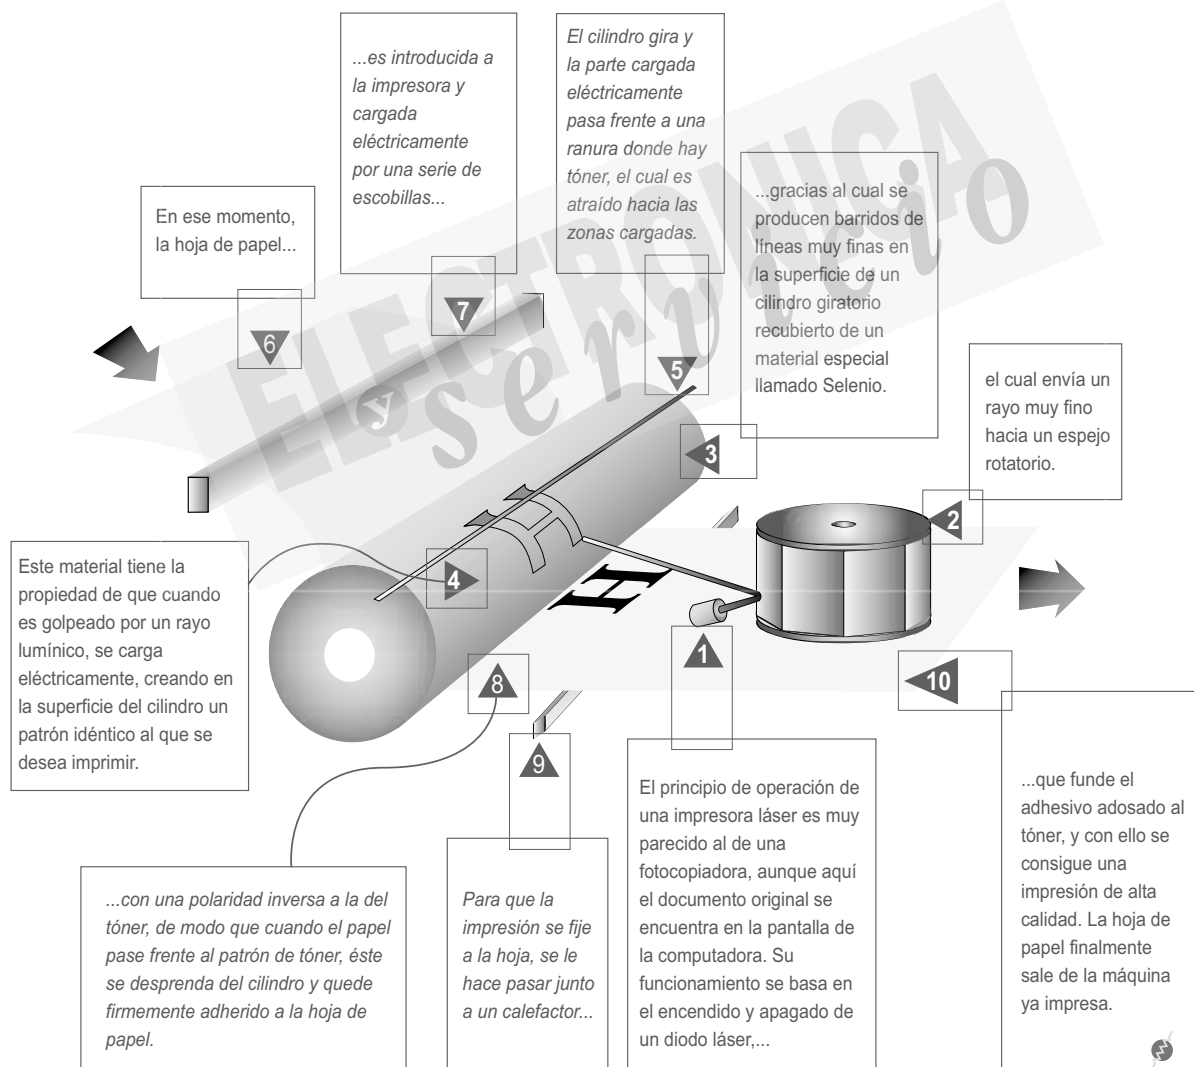 ...es introducida a
la impresora y
cargada
eléctricamente
por una serie de
escobillas...
El cilindro gira y
la parte cargada
eléctricamente
pasa frente a una
ranura donde hay
tóner, el cual es
atraído hacia las
zonas cargadas.
...gracias al cual se
producen barridos de
líneas muy finas en
la superficie de un
cilindro giratorio
recubierto de un
material especial
llamado Selenio.
En ese momento,
la hoja de papel...
el cual envía un
rayo muy fino
hacia un espejo
rotatorio.
ELECTRONICA
y servicio
6
7
5
3
2
4
1
8
9
10
H
H
Este material tiene la
propiedad de que cuando
es golpeado por un rayo
lumínico, se carga
eléctricamente, creando en
la superficie del cilindro un
patrón idéntico al que se
desea imprimir.
...con una polaridad inversa a la del
tóner, de modo que cuando el papel
pase frente al patrón de tóner, éste
se desprenda del cilindro y quede
firmemente adherido a la hoja de
papel.
Para que la
impresión se fije
a la hoja, se le
hace pasar junto
a un calefactor...
El principio de operación de
una impresora láser es muy
parecido al de una
fotocopiadora, aunque aquí
el documento original se
encuentra en la pantalla de
la computadora. Su
funcionamiento se basa en
el encendido y apagado de
un diodo láser,...
...que funde el
adhesivo adosado al
tóner, y con ello se
consigue una
impresión de alta
calidad. La hoja de
papel finalmente
sale de la máquina
ya impresa.